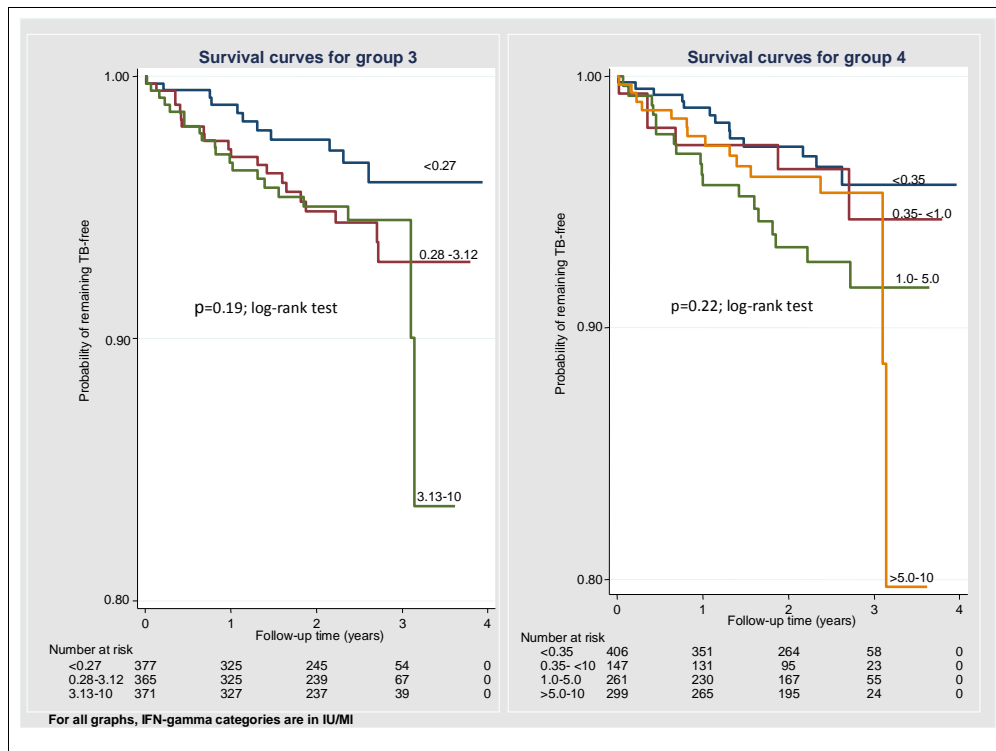 Survival curves for group 3
Probability of remaining TB-free
1.00
0.90
0.80
<0.27
0.28 -3.12
3.13-10
p=0.19; log-rank test
0 1 2 3 4
Follow-up time (years)
Number at risk
<0.27 377 325 245 54 0
0.28-3.12 365 325 239 67 0
3.13-10 371 327 237 39 0
Survival curves for group 4
Probability of remaining TB-free
1.00
0.90
0.80
<0.35
0.35- <1.0
1.0- 5.0
>5.0-10
p=0.22; log-rank test
0 1 2 3 4
Follow-up time (years)
Number at risk
<0.35 406 351 264 58 0
0.35- <10 147 131 95 23 0
1.0-5.0 261 230 167 55 0
>5.0-10 299 265 195 24 0
For all graphs, IFN-gamma categories are in IU/MI